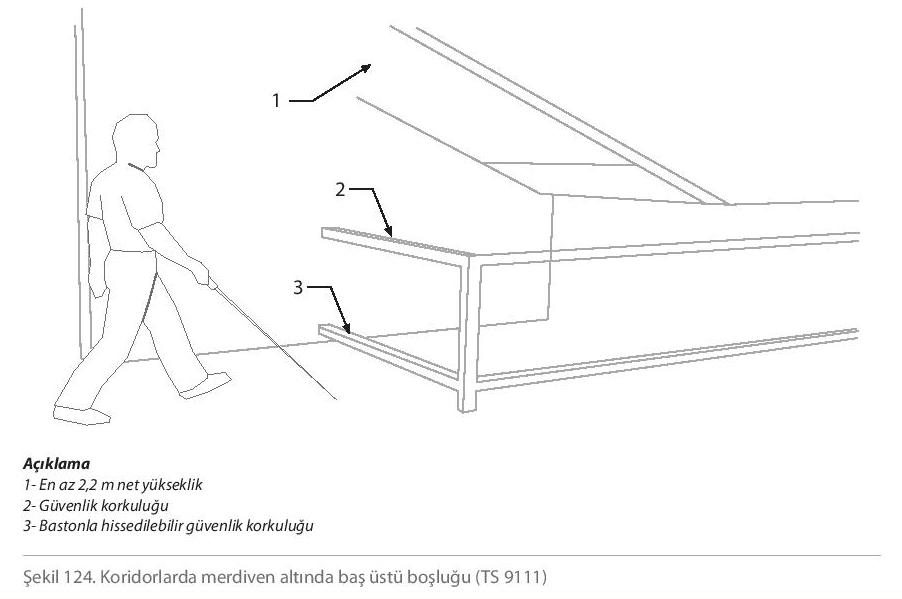 1
2
3
Açıklama
1- En az 2,2 m net yükseklik
2- Güvenlik korkuluğu
3- Bastonla hissedilebilir güvenlik korkuluğu
Şekil 124. Koridorlarda merdiven altında baş üstü boşluğu (TS 9111)